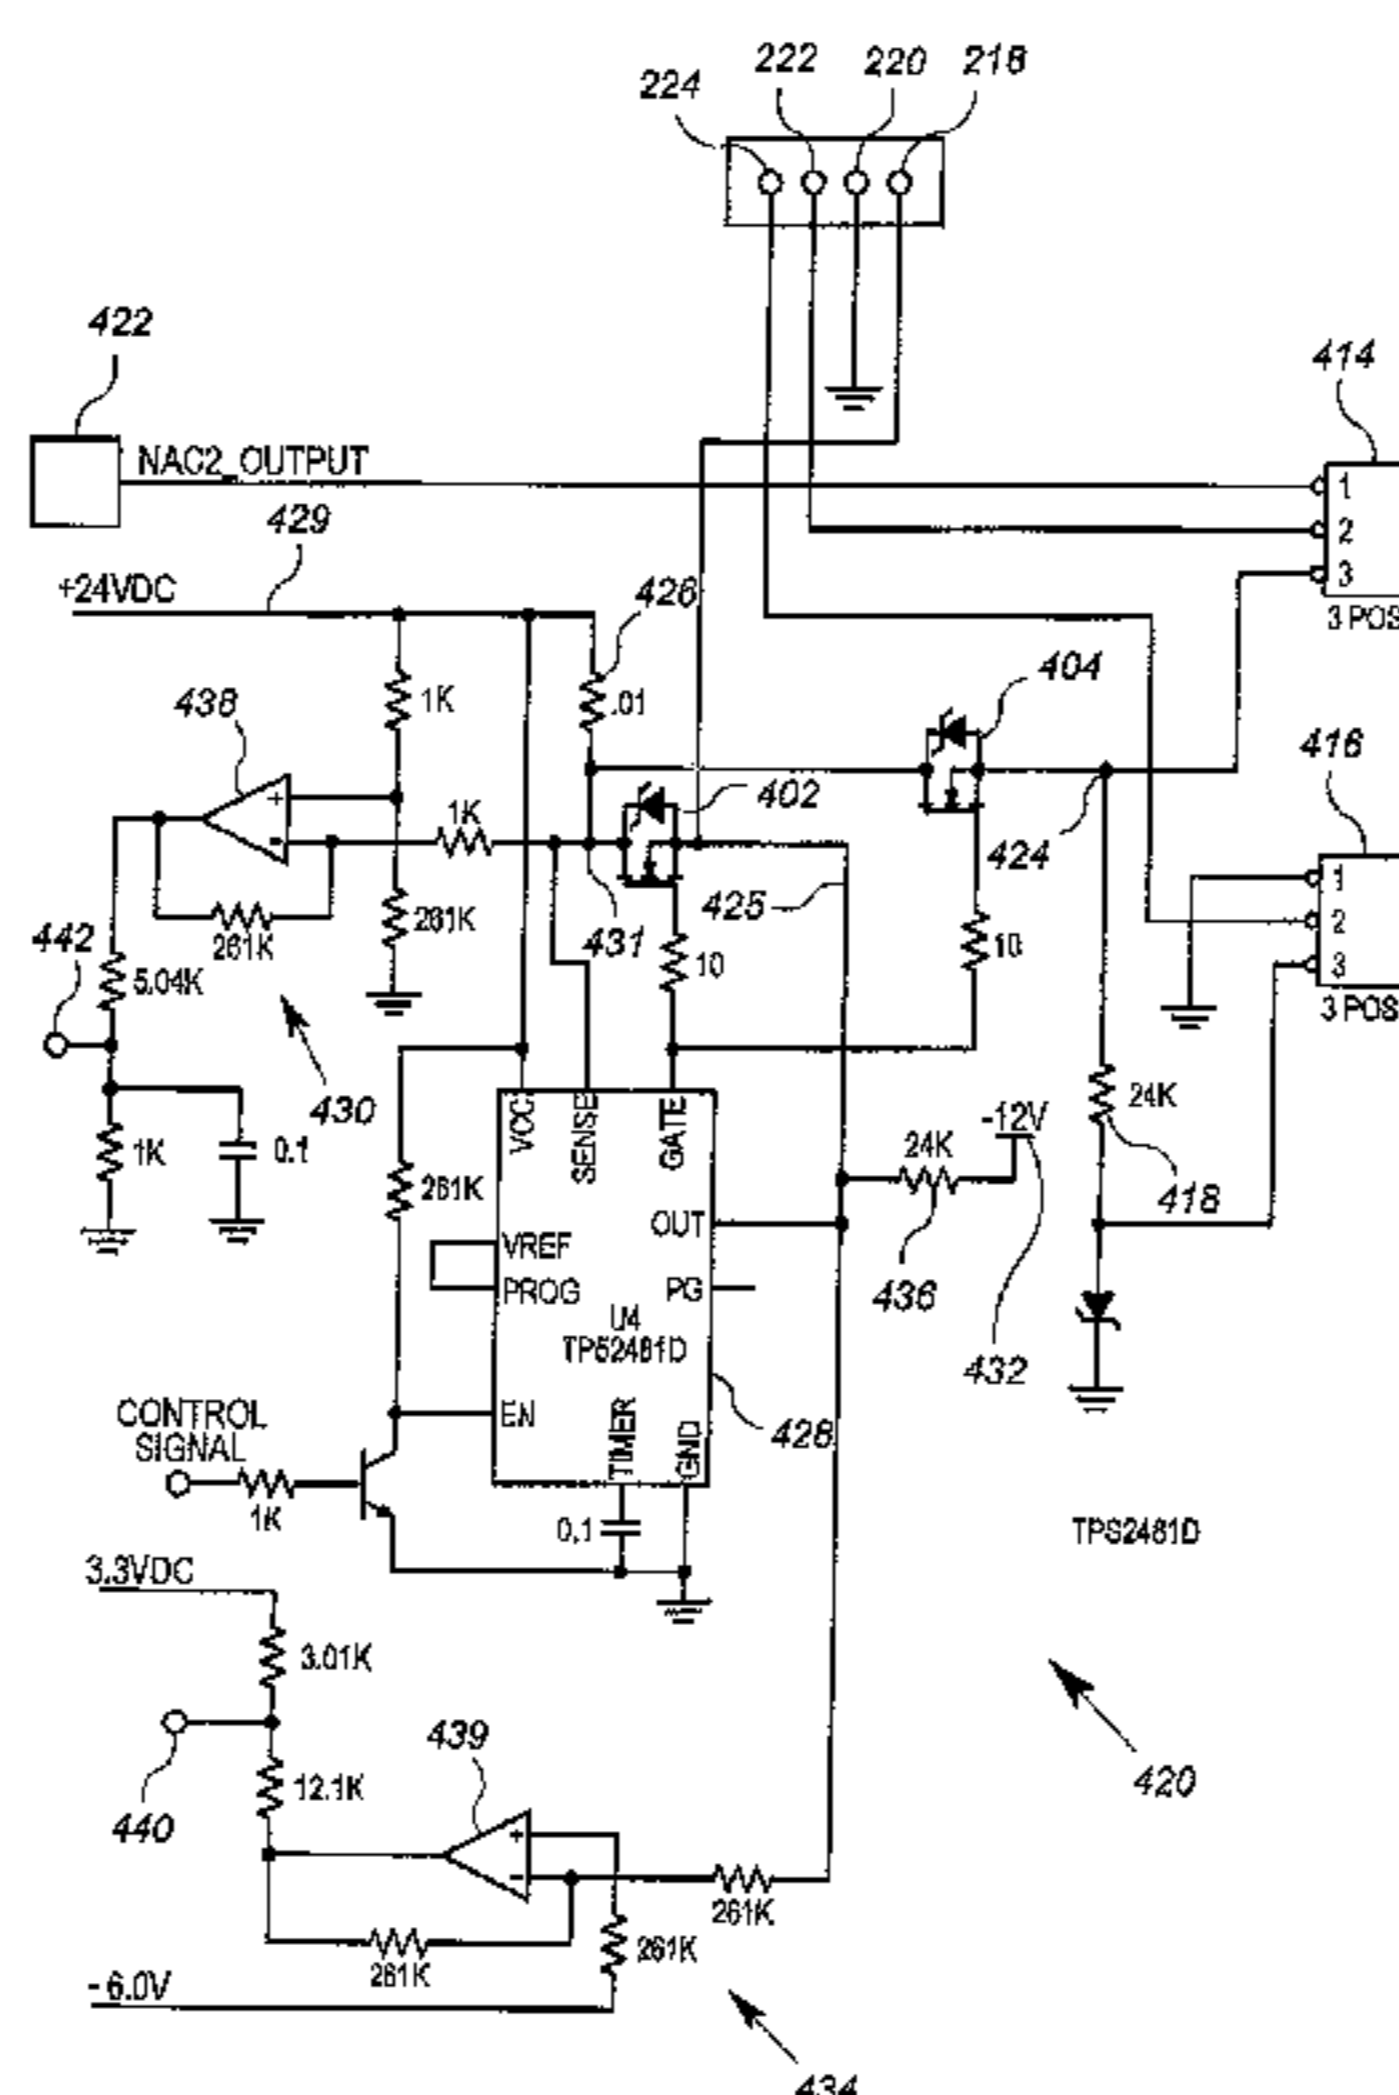 224 222 220 218
422
NAC2_OUTPUT
414
1
2
3
3 POS
429
+24VDC
426
.01
404
438
1K
402
1K
416
424
1
2
3
3 POS
442
261K
261K
431
425
10
10
5.04K
430
VCC
SENSE
GATE
-12V
24K
24K
418
1K
0.1
261K
OUT
VREF
PROG
PG
436
432
U4
TP52481D
CONTROL
SIGNAL
EN
TIMER
GND
428
1K
0.1
TPS2481D
3.3VDC
3.01K
440
12.1K
439
420
261K
261K
261K
- 6.0V
434